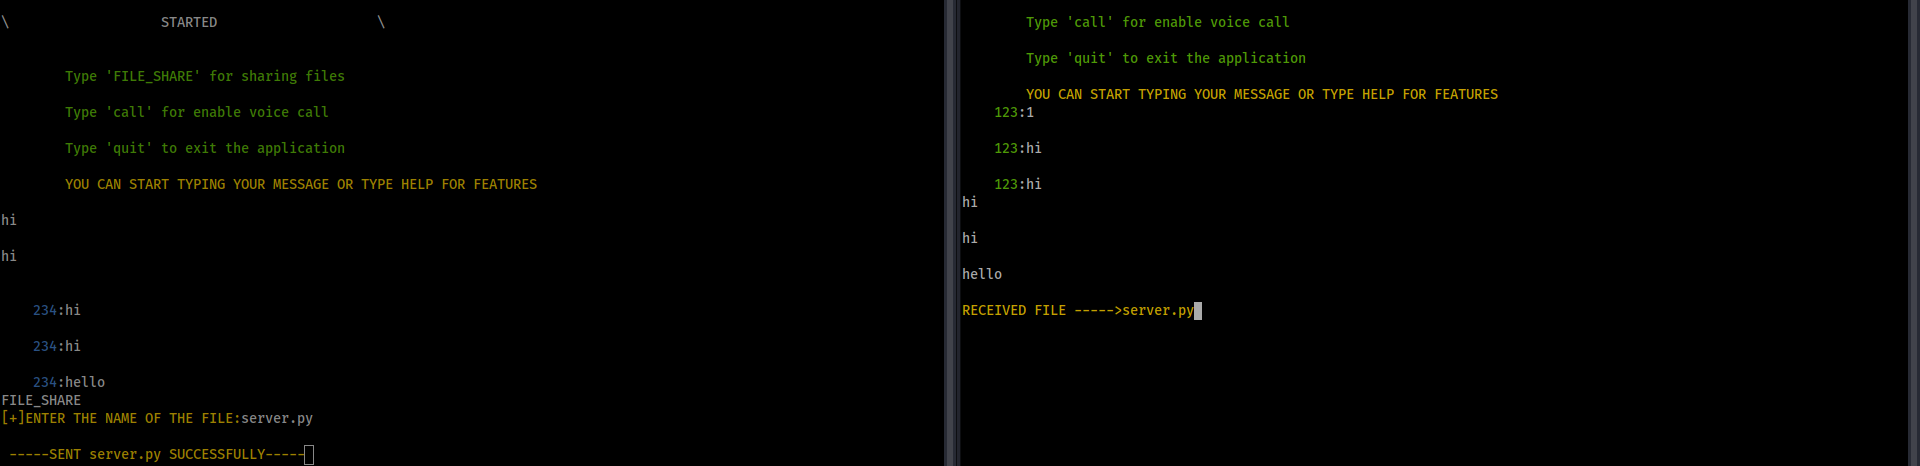 \ STARTED \
Type 'FILE_SHARE' for sharing files
Type 'call' for enable voice call
Type 'quit' to exit the application
YOU CAN START TYPING YOUR MESSAGE OR TYPE HELP FOR FEATURES
hi
hi
234:hi
234:hi
234:hello
FILE_SHARE
[+]ENTER THE NAME OF THE FILE:server.py
-----SENT server.py SUCCESSFULLY-----
Type 'call' for enable voice call
Type 'quit' to exit the application
YOU CAN START TYPING YOUR MESSAGE OR TYPE HELP FOR FEATURES
123:1
123:hi
123:hi
hi
hi
hello
RECEIVED FILE ----->server.py